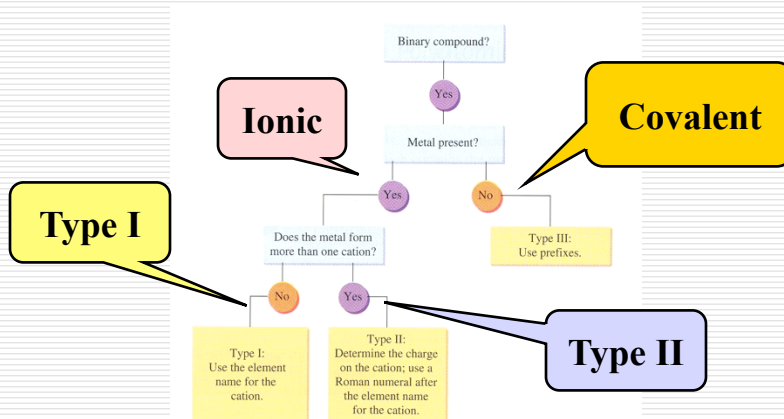 Binary compound?
Yes
Ionic
Covalent
Metal present?
Yes
No
Type I
Does the metal form
more than one cation?
Type III:
Use prefixes.
No
Yes
Type I:
Use the element
name for the
cation.
Type II:
Determine the charge
on the cation; use a
Roman numeral after
the element name
for the cation.
Type II